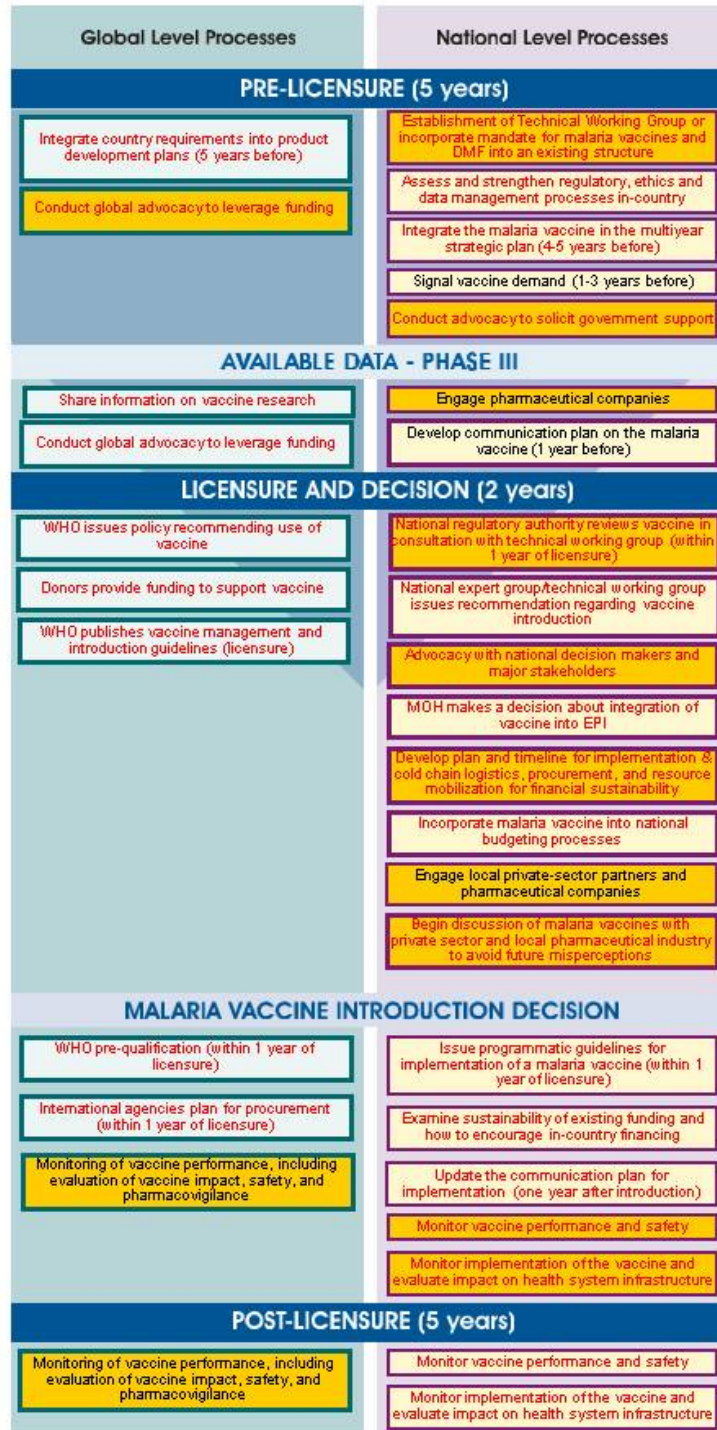 Global Level Processes
National Level Processes
PRE-LICENSURE (5 years)
Integrate country requirements into product
development plans (5 years before)
Conduct global advocacy to leverage funding
Establishment of Technical Working Group or
incorporate mandate for malaria vaccines and
DMF into an existing structure
Assess and strengthen regulatory, ethics and
data management processes in-country
Integrate the malaria vaccine in the multiyear
strategic plan (4-5 years before)
Signal vaccine demand (1-3 years before)
Conduct advocacy to solicit government support
AVAILABLE DATA - PHASE III
Share information on vaccine research
Conduct global advocacy to leverage funding
Engage pharmaceutical companies
Develop communication plan on the malaria
vaccine (1 year before)
LICENSURE AND DECISION (2 years)
WHO issues policy recommending use of
vaccine
Donors provide funding to support vaccine
WHO publishes vaccine management and
introduction guidelines (licensure)
National regulatory authority reviews vaccine in
consultation with technical working group (within
1 year of licensure)
National expert group/technical working group
issues recommendation regarding vaccine
introduction
Advocacy with national decision makers and
major stakeholders
MOH makes a decision about integration of
vaccine into EPI
Develop plan and timeline for implementation &
cold chain logistics, procurement, and resource
mobilization for financial sustainability
Incorporate malaria vaccine into national
budgeting processes
Engage local private-sector partners and
pharmaceutical companies
Begin discussion of malaria vaccines with
private sector and local pharmaceutical industry
to avoid future misperceptions
MALARIA VACCINE INTRODUCTION DECISION
WHO pre-qualification (within 1 year of
licensure)
International agencies plan for procurement
(within 1 year of licensure)
Monitoring of vaccine performance, including
evaluation of vaccine impact, safety, and
pharmacovigilance
Issue programmatic guidelines for
implementation of a malaria vaccine (within 1
year of licensure)
Examine sustainability of existing funding and
how to encourage in-country financing
Update the communication plan for
implementation (one year after introduction)
Monitor vaccine performance and safety
Monitor implementation of the vaccine and
evaluate impact on health system infrastructure
POST-LICENSURE (5 years)
Monitoring of vaccine performance, including
evaluation of vaccine impact, safety, and
pharmacovigilance
Monitor vaccine performance and safety
Monitor implementation of the vaccine and
evaluate impact on health system infrastructure